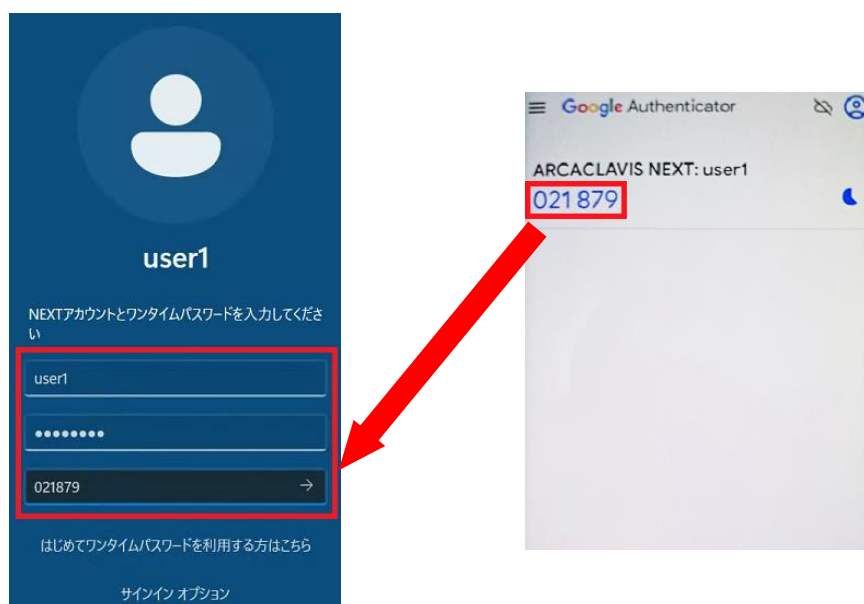 user1
NEXTアカウントとワンタイムパスワードを入力してくださ
い
user1
●●●●●●●●
021879
はじめてワンタイムパスワードを利用する方はこちら
サインイン オプション
Google Authenticator
ARCACLAVIS NEXT: user1
021 879